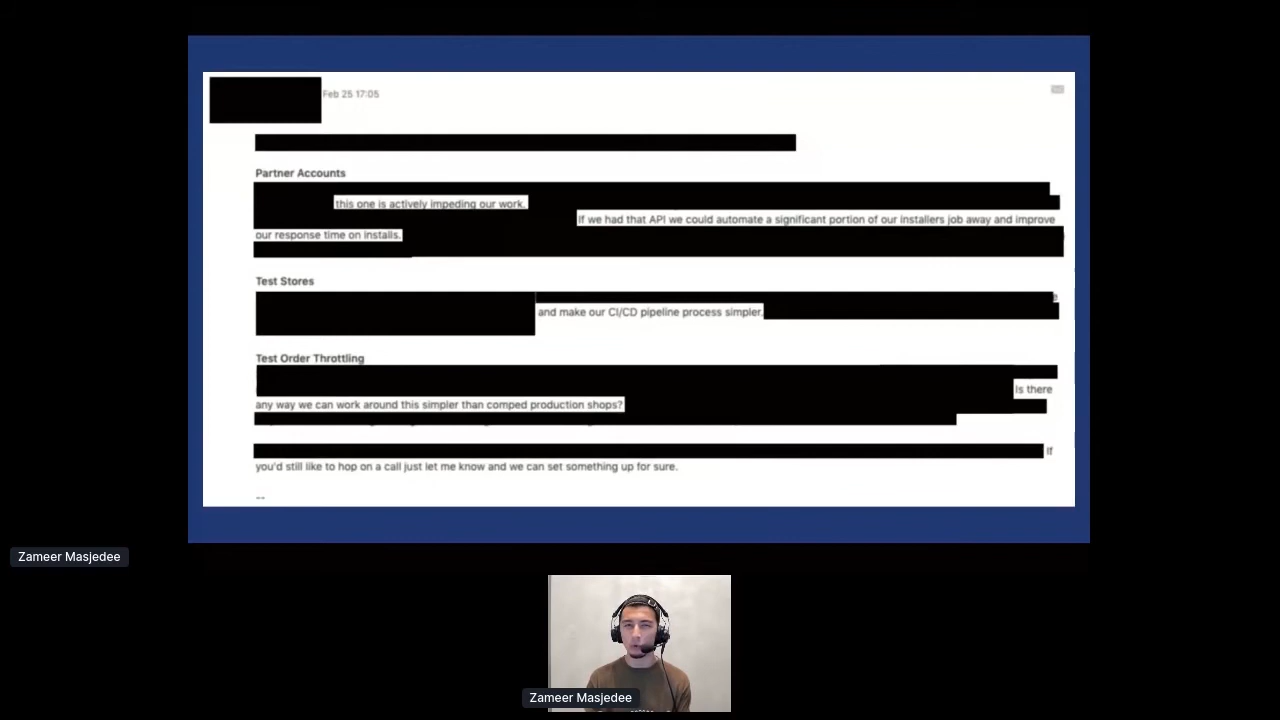 Feb 25 17:05
Partner Accounts
this one is actively impeding our work.
If we had that API we could automate a significant portion of our installers job away and improve
our response time on installs.
Test Stores
and make our CI/CD pipeline process simpler.
Test Order Throttling
Is there
any way we can work around this simpler than comped production shops?
If
you'd still like to hop on a call just let me know and we can set something up for sure.
--
Zameer Masjedee
Zameer Masjedee